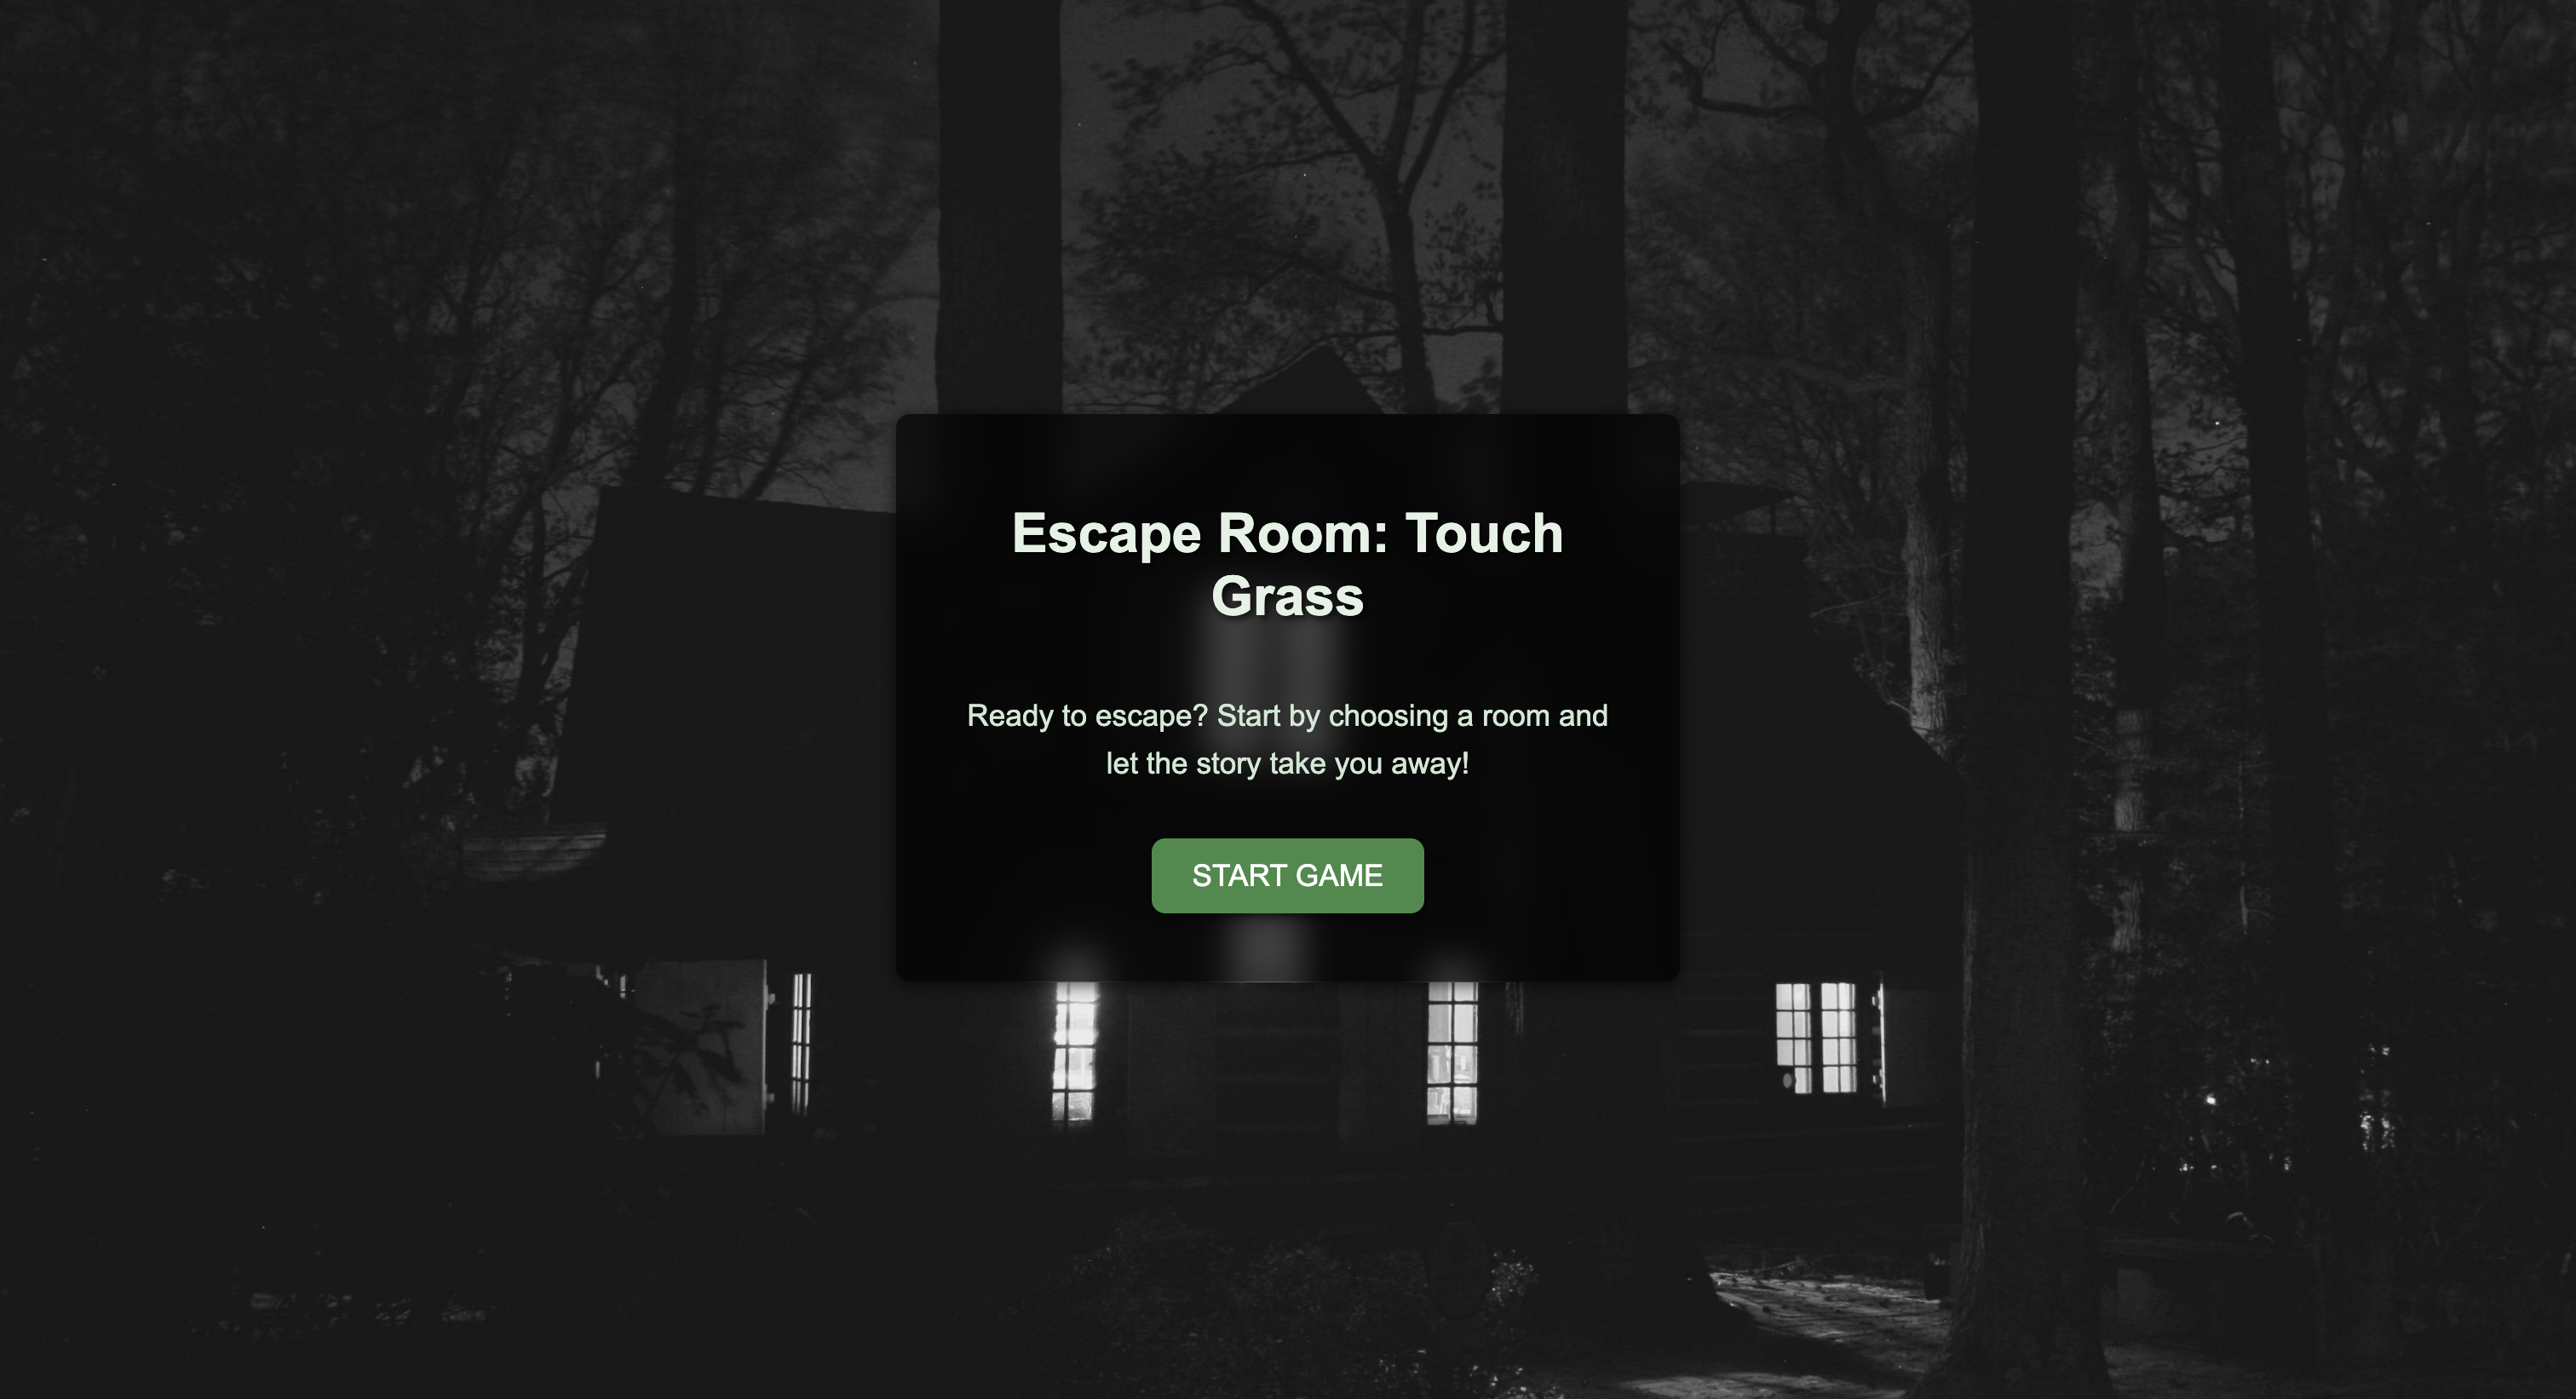 Escape Room: Touch
Grass
Ready to escape? Start by choosing a room and
let the story take you away!
START GAME